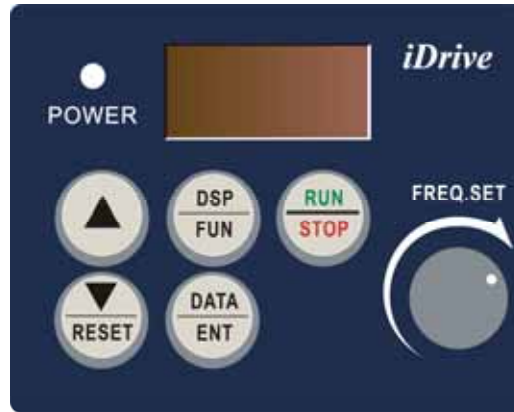 iDrive
POWER
DSP
FUN
RUN
STOP
FREQ.SET
RESET
DATA
ENT